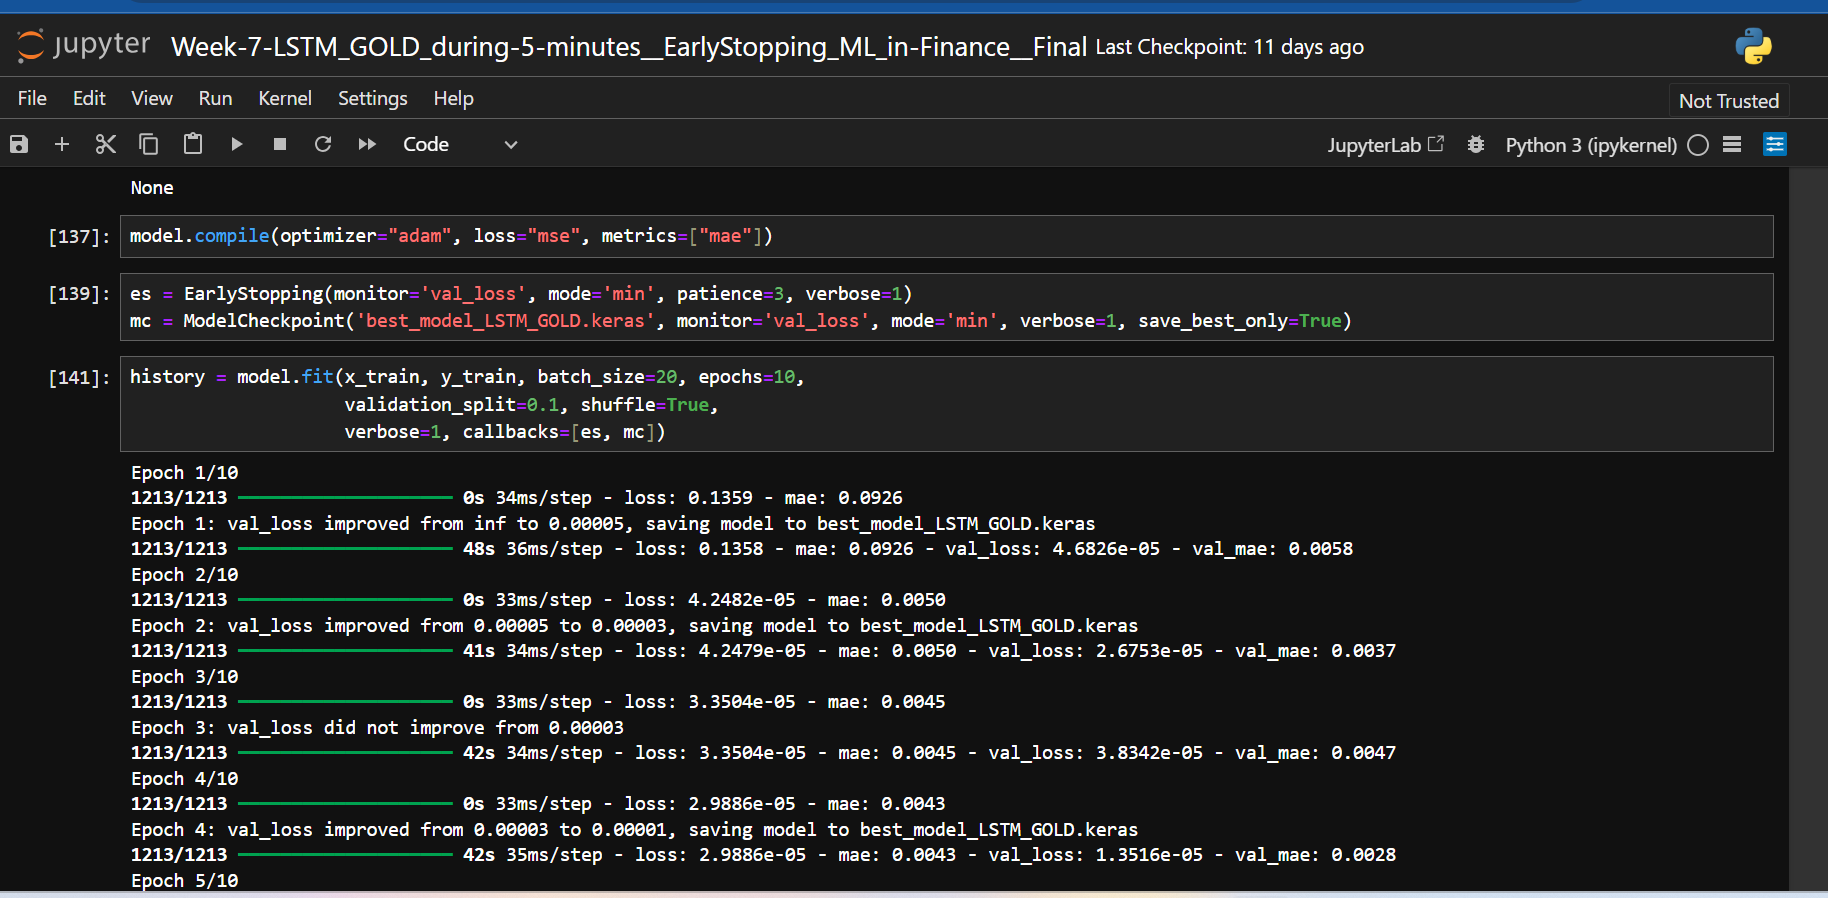 jupyter Week-7-LSTM_GOLD_during-5-minutes__EarlyStopping_ML_in-Finance__Final Last Checkpoint: 11 days ago
File Edit View Run Kernel Settings Help
Not Trusted
Code
JupyterLab
Python 3 (ipykernel)
None
[137]: model.compile(optimizer="adam", loss="mse", metrics=["mae"])
[139]: es = EarlyStopping(monitor='val_loss', mode='min', patience=3, verbose=1)
mc = ModelCheckpoint('best_model_LSTM_GOLD.keras', monitor='val_loss', mode='min', verbose=1, save_best_only=True)
[141]: history = model.fit(x_train, y_train, batch_size=20, epochs=10,
validation_split=0.1, shuffle=True,
verbose=1, callbacks=[es, mc])
Epoch 1/10
1213/1213 0s 34ms/step - loss: 0.1359 - mae: 0.0926
Epoch 1: val_loss improved from inf to 0.00005, saving model to best_model_LSTM_GOLD.keras
1213/1213 48s 36ms/step - loss: 0.1358 - mae: 0.0926 - val_loss: 4.6826e-05 - val_mae: 0.0058
Epoch 2/10
1213/1213 0s 33ms/step - loss: 4.2482e-05 - mae: 0.0050
Epoch 2: val_loss improved from 0.00005 to 0.00003, saving model to best_model_LSTM_GOLD.keras
1213/1213 41s 34ms/step - loss: 4.2479e-05 - mae: 0.0050 - val_loss: 2.6753e-05 - val_mae: 0.0037
Epoch 3/10
1213/1213 0s 33ms/step - loss: 3.3504e-05 - mae: 0.0045
Epoch 3: val_loss did not improve from 0.00003
1213/1213 42s 34ms/step - loss: 3.3504e-05 - mae: 0.0045 - val_loss: 3.8342e-05 - val_mae: 0.0047
Epoch 4/10
1213/1213 0s 33ms/step - loss: 2.9886e-05 - mae: 0.0043
Epoch 4: val_loss improved from 0.00003 to 0.00001, saving model to best_model_LSTM_GOLD.keras
1213/1213 42s 35ms/step - loss: 2.9886e-05 - mae: 0.0043 - val_loss: 1.3516e-05 - val_mae: 0.0028
Epoch 5/10